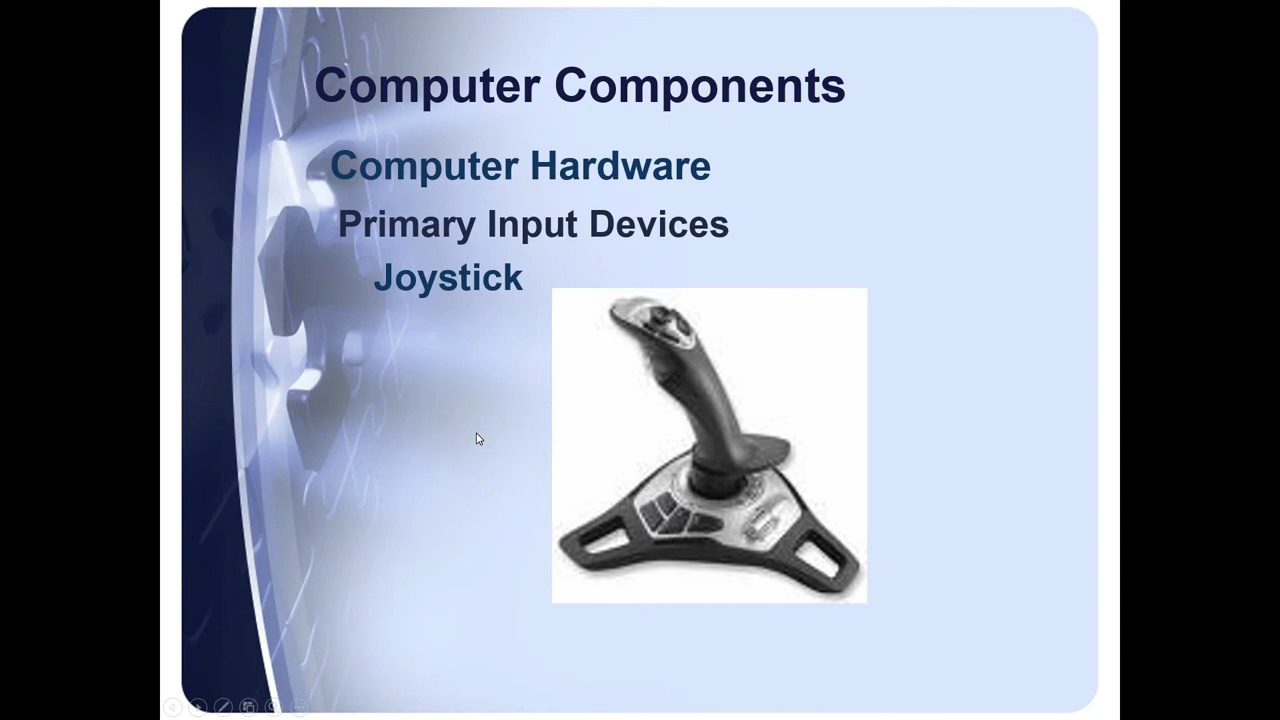 Computer Components
Computer Hardware
Primary Input Devices
Joystick